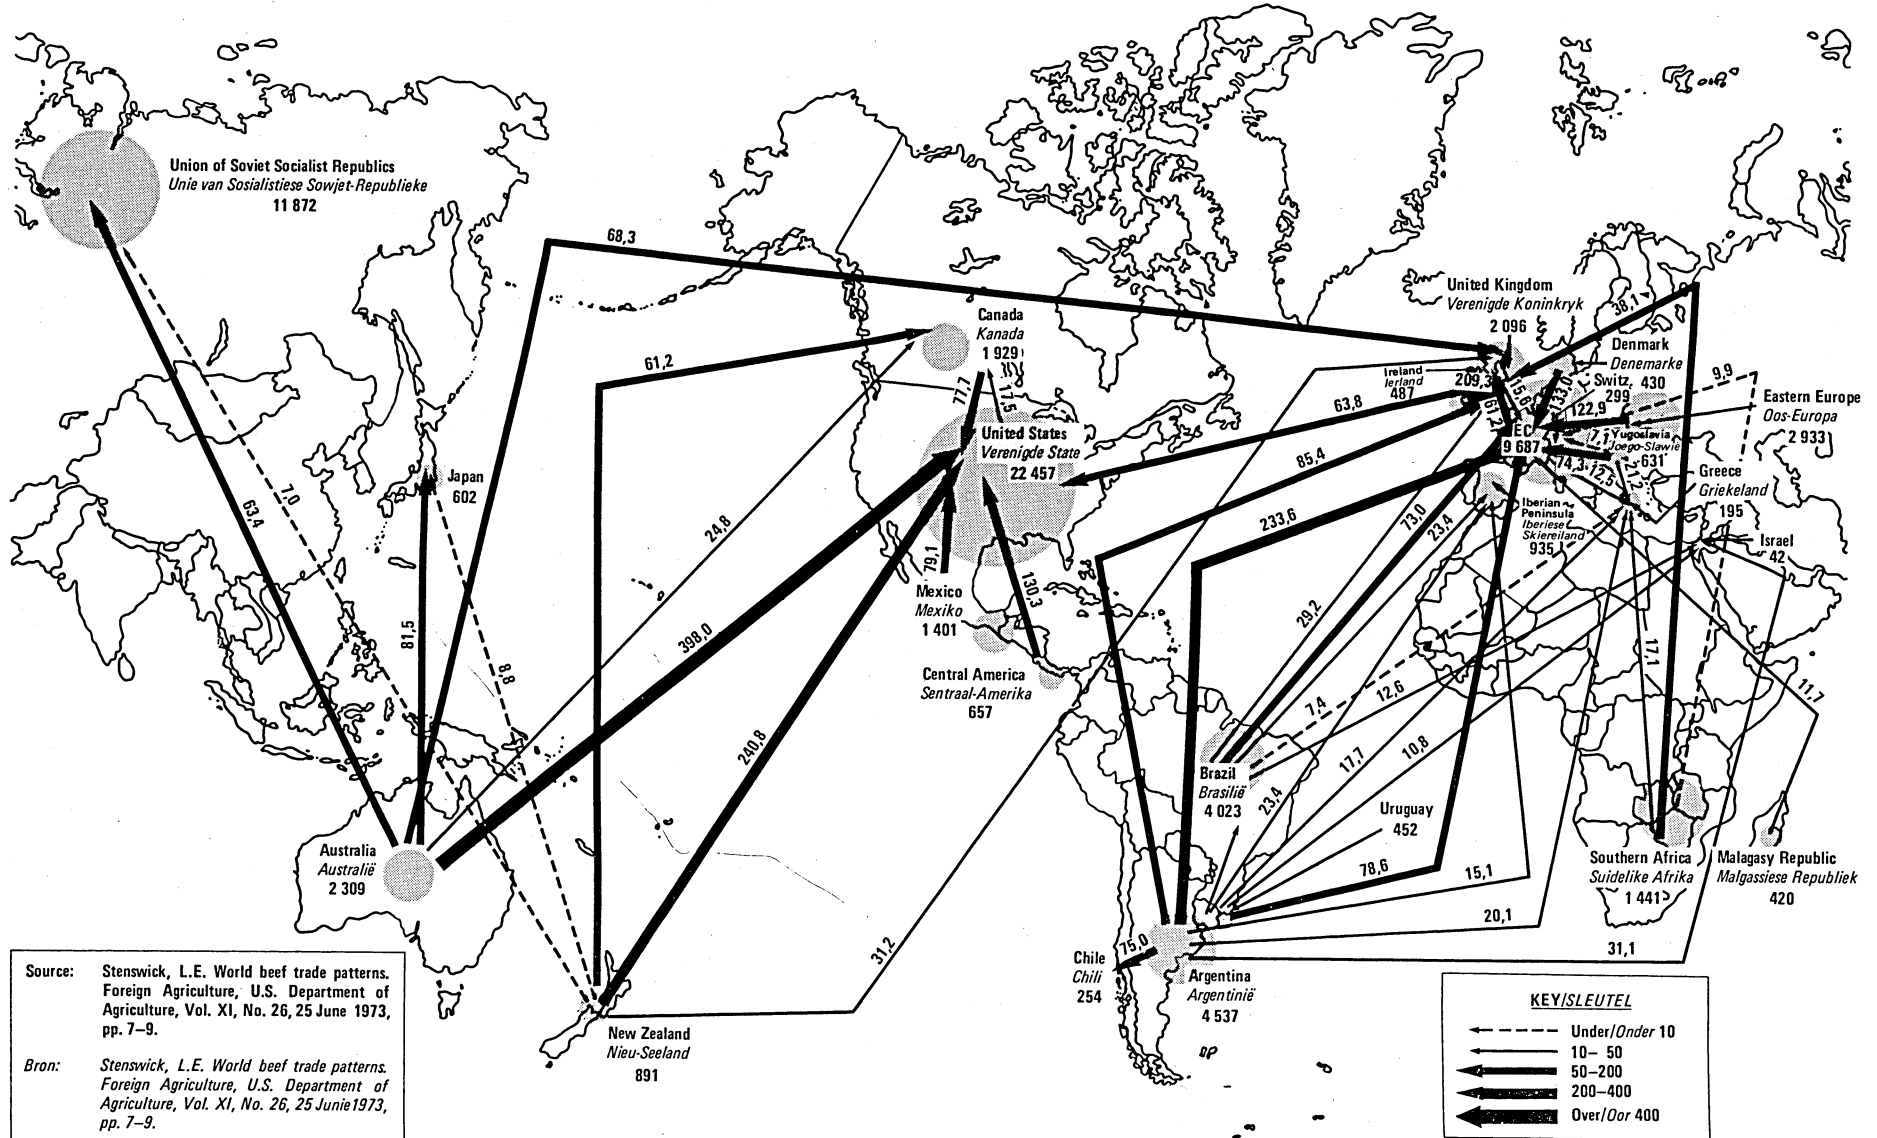 Union of Soviet Socialist Republics
Unie van Sosialistiese Sowjet-Republieke
11 872
68,3
United Kingdom
Verenigde Koninkryk
2 096
38,1
Canada
Kanada
1 929
Denmark
Denemarke
430
Ireland
Ierland
487
209,3
Switz.
299
9,9
61,2
77,7
17,5
63,8
122,9
Eastern Europe
Oos-Europa
2 933
EC
9 687
Yugoslavia
Joego-Slawië
631
United States
Verenigde State
22 457
85,4
74,3
12,5
21,2
Greece
Griekeland
195
Japan
602
7,0
63,4
24,8
233,6
73,0
23,4
Iberian
Peninsula
Iberiese
Skiereiland
935
Israel
42
79,1
130,3
Mexico
Mexiko
1 401
29,2
81,5
398,0
8,8
17,1
Central America
Sentraal-Amerika
657
7,4
12,6
11,7
240,8
17,7
10,8
Brazil
Brasilië
4 023
23,4
Uruguay
452
Australia
Australië
2 309
78,6
15,1
Southern Africa
Suidelike Afrika
1 441
Malagasy Republic
Malgassiese Republiek
420
31,2
20,1
31,1
Chile
Chili
254
75,0
Argentina
Argentinië
4 537
New Zealand
Nieu-Seeland
891
Source: Stenswick, L.E. World beef trade patterns.
Foreign Agriculture, U.S. Department of
Agriculture, Vol. XI, No. 26, 25 June 1973,
pp. 7–9.
Bron: Stenswick, L.E. World beef trade patterns.
Foreign Agriculture, U.S. Department of
Agriculture, Vol. XI, No. 26, 25 Junie 1973,
pp. 7–9.
KEY/SLEUTEL
Under/Onder 10
10– 50
50–200
200–400
Over/Oor 400